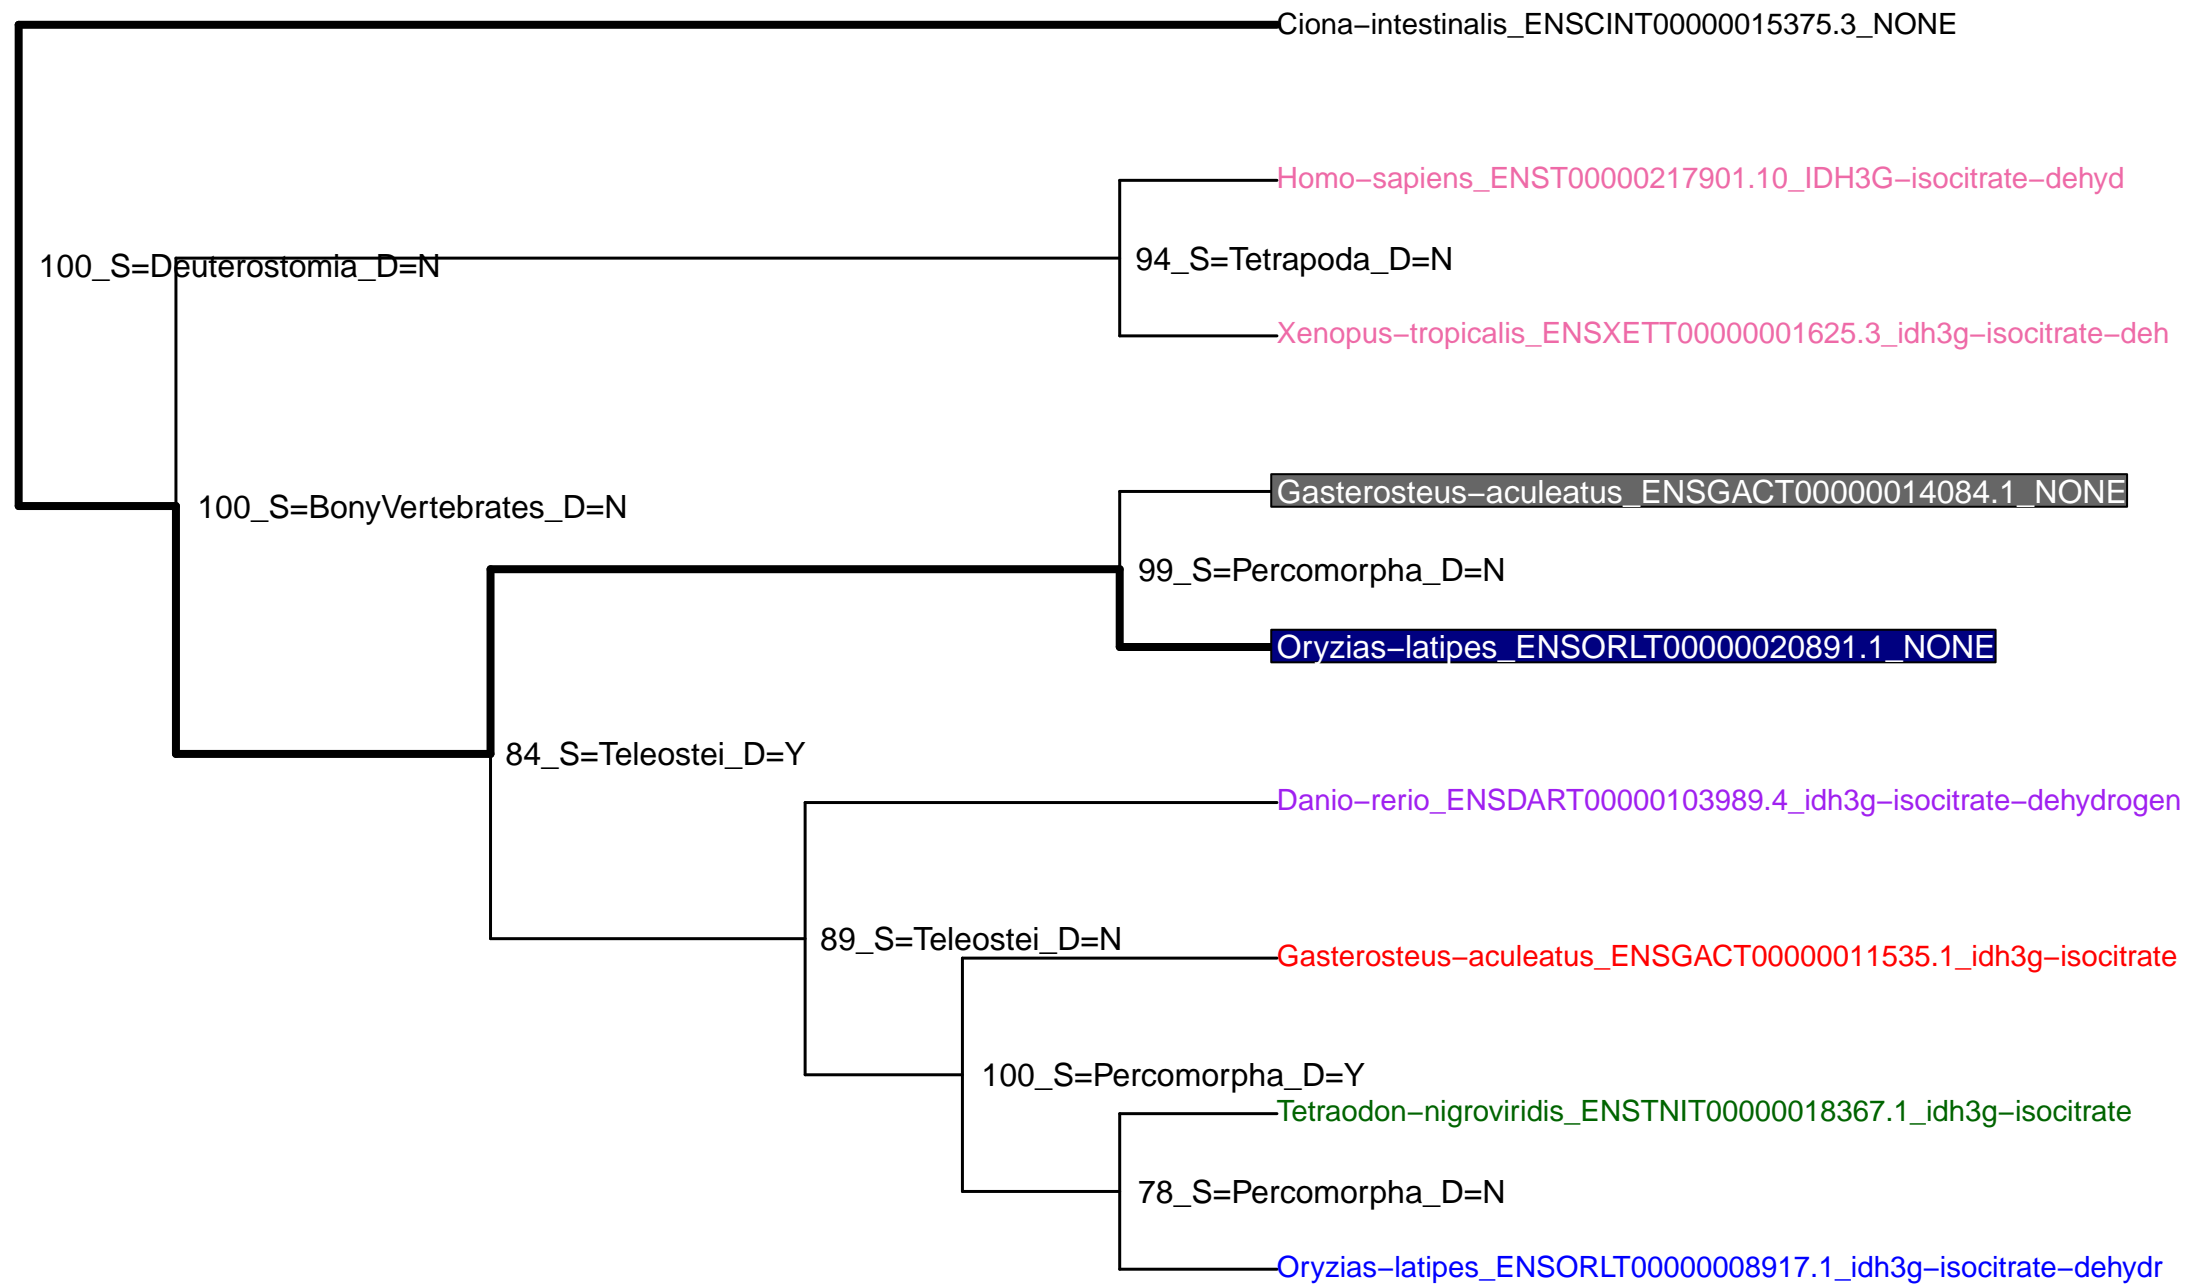 Ciona−intestinalis_ENSCINT00000015375.3_NONE
Homo−sapiens_ENST00000217901.10_IDH3G−isocitrate−dehyd
100_S=Deuterostomia_D=N
94_S=Tetrapoda_D=N
Xenopus−tropicalis_ENSXETT00000001625.3_idh3g−isocitrate−deh
Gasterosteus−aculeatus_ENSGACT00000014084.1_NONE
100_S=BonyVertebrates_D=N
99_S=Percomorpha_D=N
Oryzias−latipes_ENSORLT00000020891.1_NONE
84_S=Teleostei_D=Y
Danio−rerio_ENSDART00000103989.4_idh3g−isocitrate−dehydrogen
89_S=Teleostei_D=N
Gasterosteus−aculeatus_ENSGACT00000011535.1_idh3g−isocitrate
100_S=Percomorpha_D=Y
Tetraodon−nigroviridis_ENSTNIT00000018367.1_idh3g−isocitrate
78_S=Percomorpha_D=N
Oryzias−latipes_ENSORLT00000008917.1_idh3g−isocitrate−dehydr